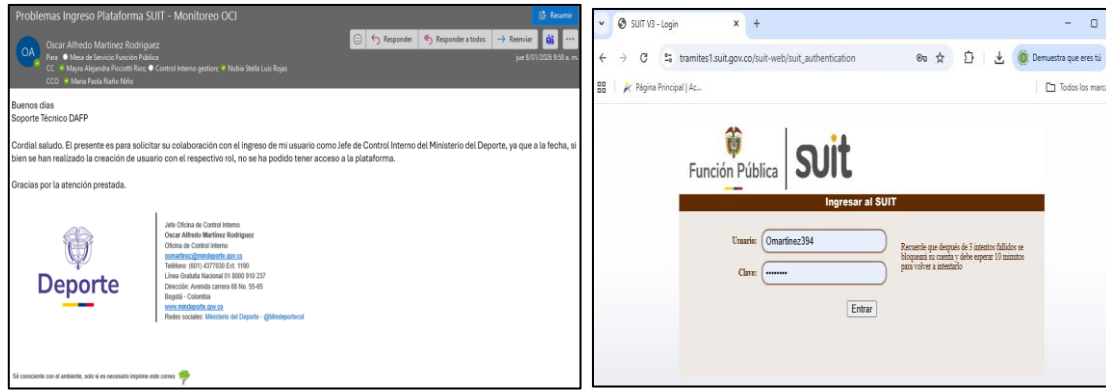 Problemas Ingreso Plataforma SUIT - Monitoreo OCI
Resumir
OA
Oscar Alfredo Martinez Rodriguez
Para Mesa de Servicio Función Pública
CC Mayra Alejandra Pisciotti Rios; Control Interno gestion; Nubia Stella Luis Rojas
CCO Maria Paola Riaño Niño
Responder
Responder a todos
Reenviar
jue 8/01/2026 9:58 a. m.
Buenos días
Soporte Técnico DAFP
Cordial saludo. El presente es para solicitar su colaboración con el ingreso de mi usuario como Jefe de Control Interno del Ministerio del Deporte, ya que a la fecha, si
bien se han realizado la creación de usuario con el respectivo rol, no se ha podido tener acceso a la plataforma.
Gracias por la atención prestada.
Deporte
Jefe Oficina de Control Interno
Oscar Alfredo Martínez Rodríguez
Oficina de Control Interno
osmartinez@mindeporte.gov.co
Teléfono: (601) 4377030 Ext. 1190
Línea Gratuita Nacional 01 8000 910 237
Dirección: Avenida carrera 68 No. 55-65
Bogotá - Colombia
www.mindeporte.gov.co
Redes sociales: Ministerio del Deporte - @Mindeportecol
Sé consciente con el ambiente, solo si es necesario imprime este correo
SUIT V3 - Login
tramites1.suit.gov.co/suit-web/suit_authentication
Demuestra que eres tú
Página Principal | Ac...
Todos los marca
Función Pública
suit
Ingresar al SUIT
Usuario:
Omartinez394
Clave:
Recuerde que después de 3 intentos fallidos se
bloqueará su cuenta y debe esperar 10 minutos
para volver a intentarlo
Entrar